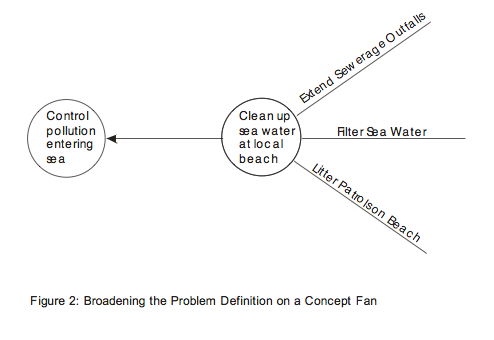 Control
pollution
entering
sea
Clean up
sea water
at local
beach
Extend Sewerage Outfalls
Filter Sea Water
Litter Patrols on Beach
Figure 2: Broadening the Problem Definition on a Concept Fan